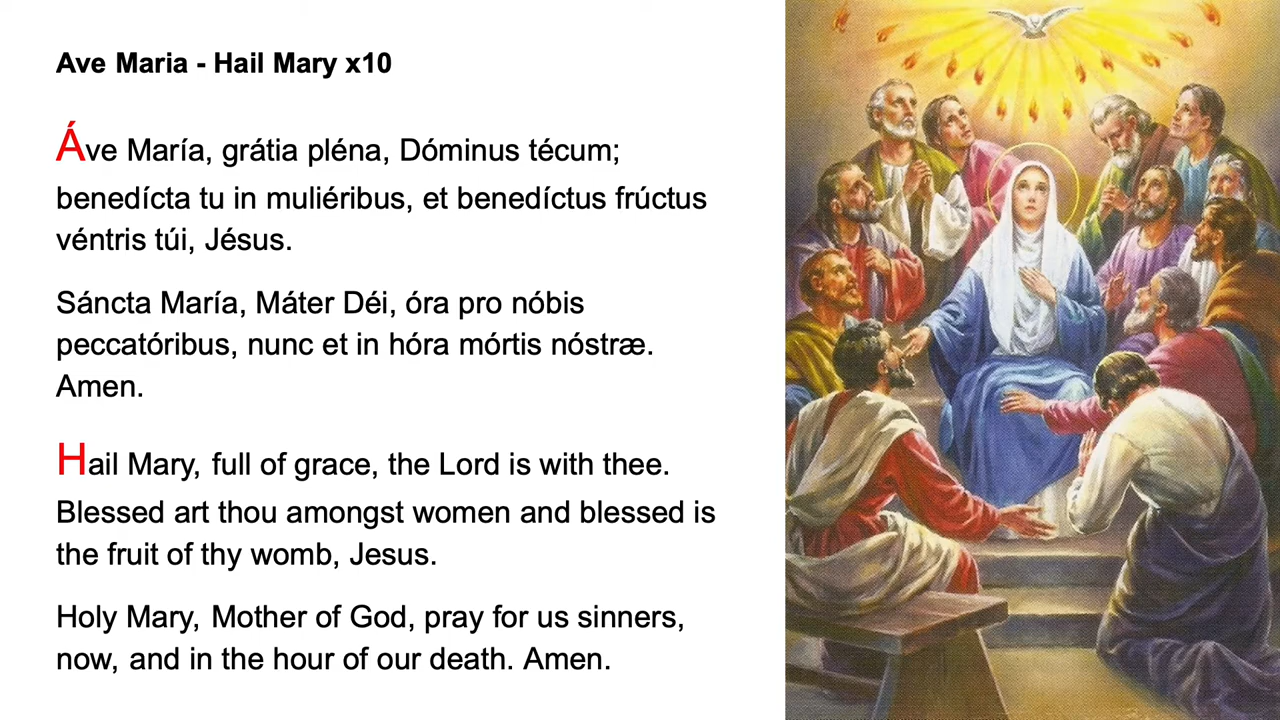 Ave Maria - Hail Mary x10
Áve María, grátia pléna, Dóminus técum;
benedícta tu in muliéribus, et benedíctus frúctus
véntris túi, Jésus.
Sáncta María, Máter Déi, óra pro nóbis
peccatóribus, nunc et in hóra mórtis nóstræ.
Amen.
Hail Mary, full of grace, the Lord is with thee.
Blessed art thou amongst women and blessed is
the fruit of thy womb, Jesus.
Holy Mary, Mother of God, pray for us sinners,
now, and in the hour of our death. Amen.